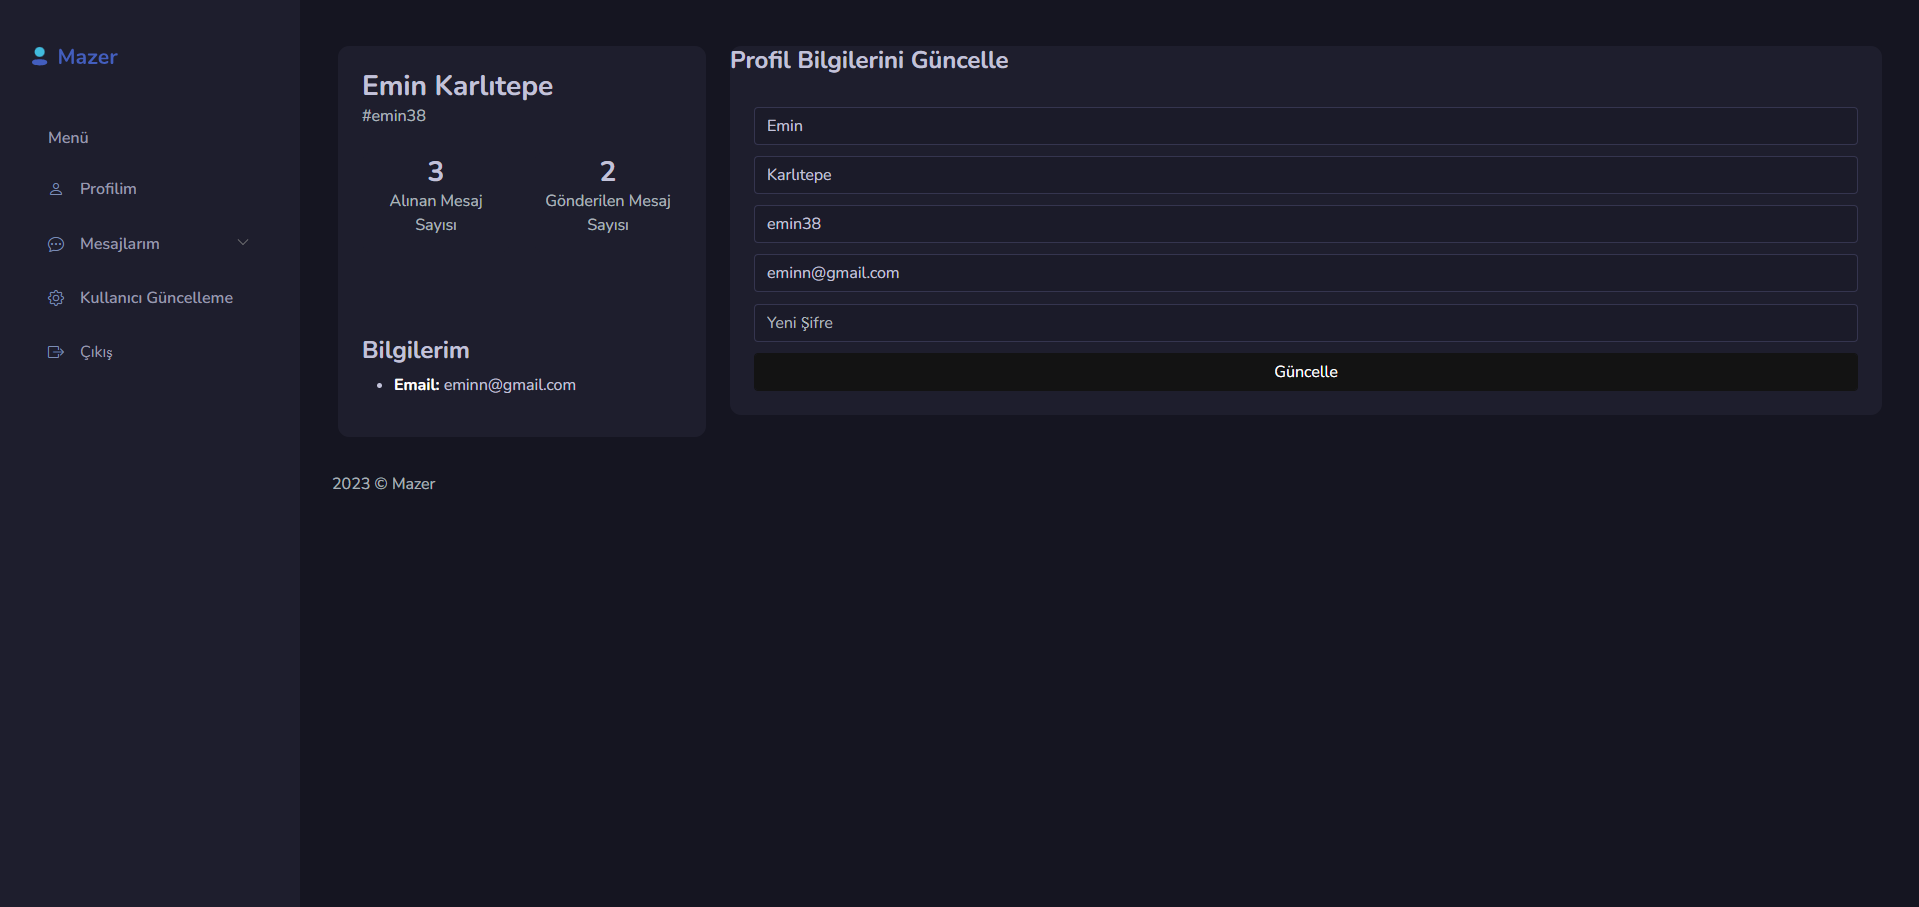 Mazer
Menü
Profilim
Mesajlarım
Kullanıcı Güncelleme
Çıkış
Emin Karlıtepe
#emin38
3
Alınan Mesaj
Sayısı
2
Gönderilen Mesaj
Sayısı
Bilgilerim
Email: eminn@gmail.com
Profil Bilgilerini Güncelle
Emin
Karlıtepe
emin38
eminn@gmail.com
Yeni Şifre
Güncelle
2023 © Mazer